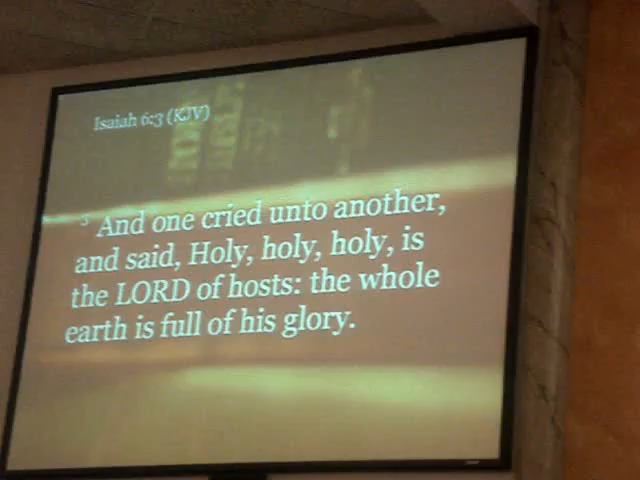 Isaiah 6:3 (KJV)
3 And one cried unto another,
and said, Holy, holy, holy, is
the LORD of hosts: the whole
earth is full of his glory.